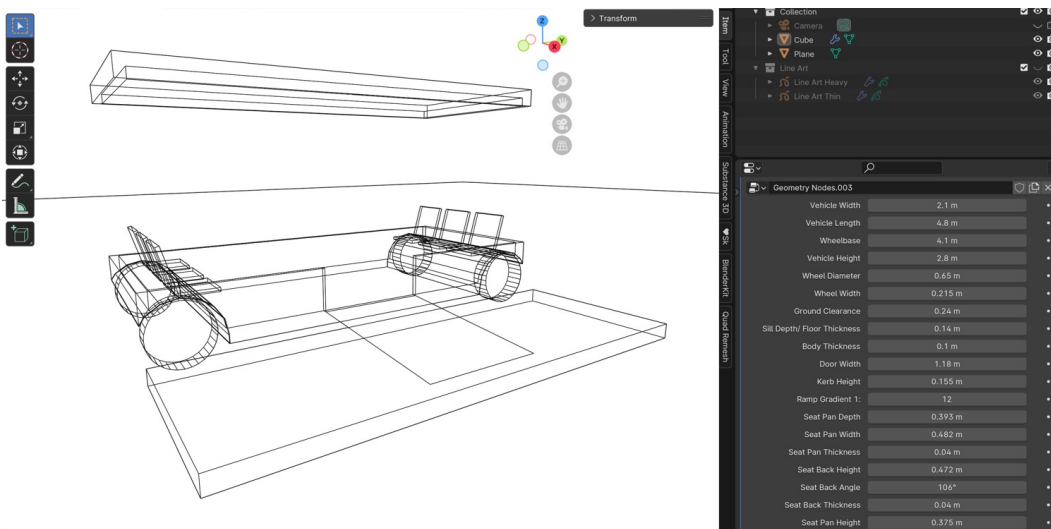 Transform
Z
Y
X
Item
Tool
View
Animation
Substance 3D
Sk
BlenderKit
Quad Remesh
Collection
Camera
Cube
Plane
Line Art
Line Art Heavy
Line Art Thin
Geometry Nodes.003
Vehicle Width 2.1 m
Vehicle Length 4.8 m
Wheelbase 4.1 m
Vehicle Height 2.8 m
Wheel Diameter 0.65 m
Wheel Width 0.215 m
Ground Clearance 0.24 m
Sill Depth/ Floor Thickness 0.14 m
Body Thickness 0.1 m
Door Width 1.18 m
Kerb Height 0.155 m
Ramp Gradient 1: 12
Seat Pan Depth 0.393 m
Seat Pan Width 0.482 m
Seat Pan Thickness 0.04 m
Seat Back Height 0.472 m
Seat Back Angle 106°
Seat Back Thickness 0.04 m
Seat Pan Height 0.375 m